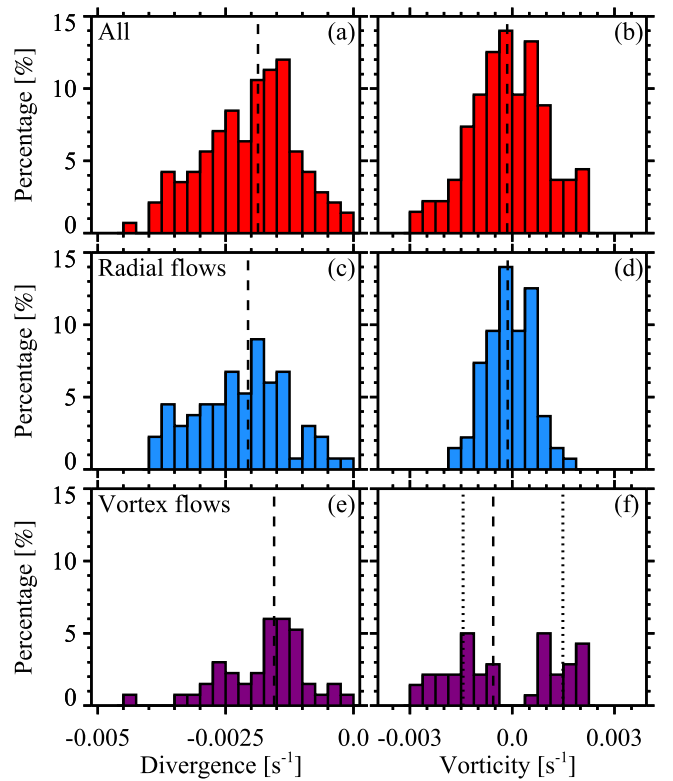 All (a) (b)
Percentage [%]
15
10
5
0
Radial flows (c) (d)
Percentage [%]
15
10
5
0
Vortex flows (e) (f)
Percentage [%]
15
10
5
0
-0.005 -0.0025 0.0 -0.003 0.0 0.003
Divergence [s-1] Vorticity [s-1]